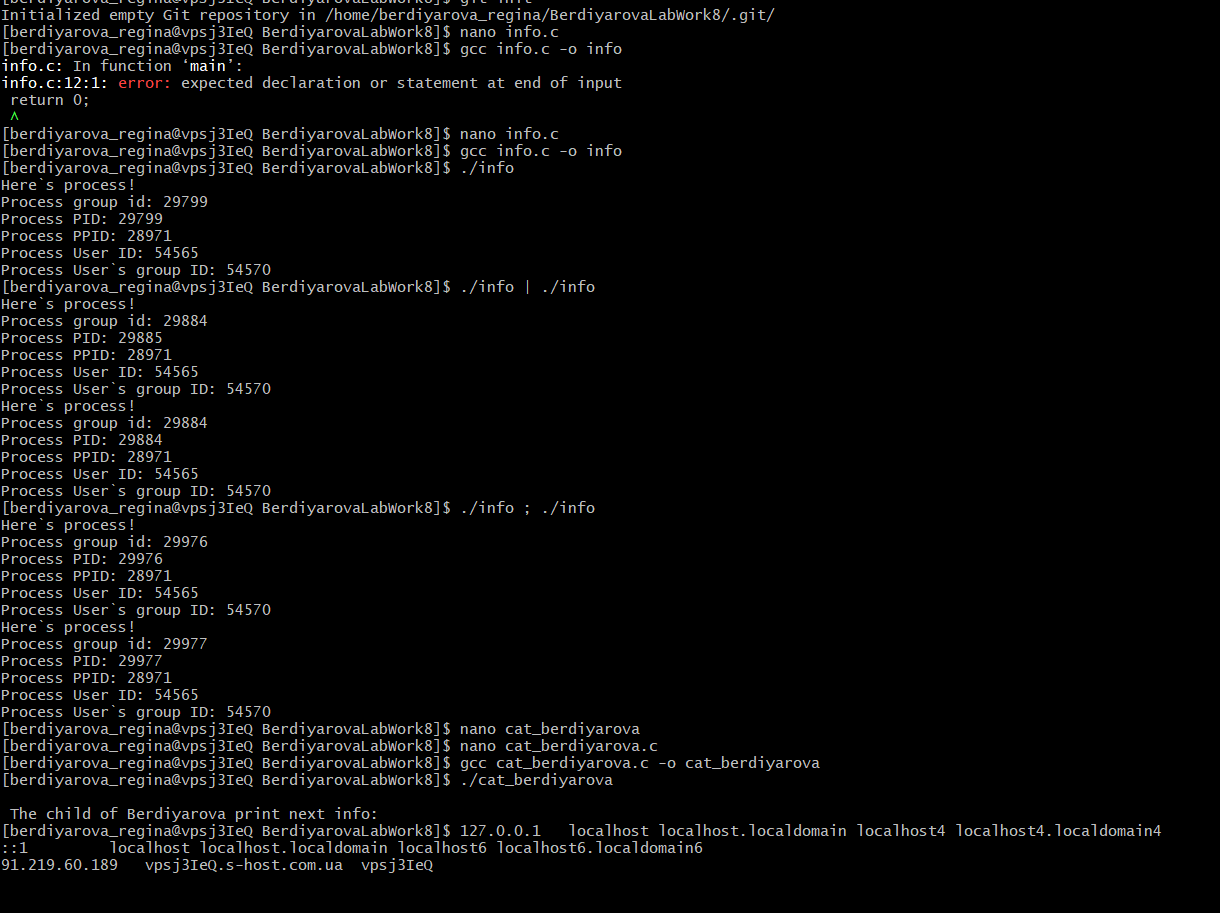 [berdiyarova_regina@vpsj3IeQ BerdiyarovaLabWork8]$ git init
Initialized empty Git repository in /home/berdiyarova_regina/BerdiyarovaLabWork8/.git/
[berdiyarova_regina@vpsj3IeQ BerdiyarovaLabWork8]$ nano info.c
[berdiyarova_regina@vpsj3IeQ BerdiyarovaLabWork8]$ gcc info.c -o info
info.c: In function ‘main’:
info.c:12:1: error: expected declaration or statement at end of input
 return 0;
 ^
[berdiyarova_regina@vpsj3IeQ BerdiyarovaLabWork8]$ nano info.c
[berdiyarova_regina@vpsj3IeQ BerdiyarovaLabWork8]$ gcc info.c -o info
[berdiyarova_regina@vpsj3IeQ BerdiyarovaLabWork8]$ ./info
Here`s process!
Process group id: 29799
Process PID: 29799
Process PPID: 28971
Process User ID: 54565
Process User`s group ID: 54570
[berdiyarova_regina@vpsj3IeQ BerdiyarovaLabWork8]$ ./info | ./info
Here`s process!
Process group id: 29884
Process PID: 29885
Process PPID: 28971
Process User ID: 54565
Process User`s group ID: 54570
Here`s process!
Process group id: 29884
Process PID: 29884
Process PPID: 28971
Process User ID: 54565
Process User`s group ID: 54570
[berdiyarova_regina@vpsj3IeQ BerdiyarovaLabWork8]$ ./info ; ./info
Here`s process!
Process group id: 29976
Process PID: 29976
Process PPID: 28971
Process User ID: 54565
Process User`s group ID: 54570
Here`s process!
Process group id: 29977
Process PID: 29977
Process PPID: 28971
Process User ID: 54565
Process User`s group ID: 54570
[berdiyarova_regina@vpsj3IeQ BerdiyarovaLabWork8]$ nano cat_berdiyarova
[berdiyarova_regina@vpsj3IeQ BerdiyarovaLabWork8]$ nano cat_berdiyarova.c
[berdiyarova_regina@vpsj3IeQ BerdiyarovaLabWork8]$ gcc cat_berdiyarova.c -o cat_berdiyarova
[berdiyarova_regina@vpsj3IeQ BerdiyarovaLabWork8]$ ./cat_berdiyarova
 The child of Berdiyarova print next info:
[berdiyarova_regina@vpsj3IeQ BerdiyarovaLabWork8]$ 127.0.0.1   localhost localhost.localdomain localhost4 localhost4.localdomain4
::1         localhost localhost.localdomain localhost6 localhost6.localdomain6
91.219.60.189   vpsj3IeQ.s-host.com.ua  vpsj3IeQ